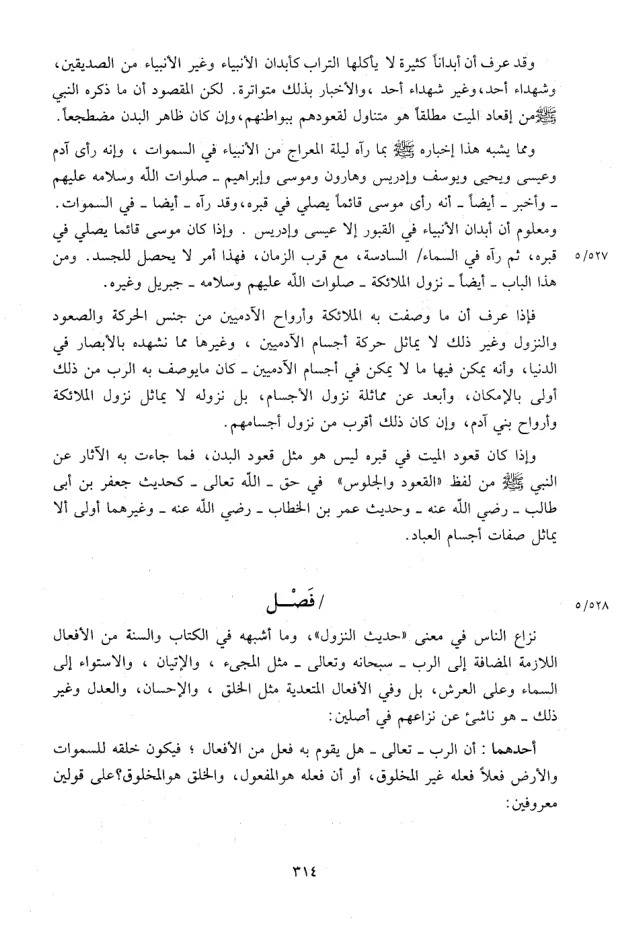 وقد عرف أن أبداناً كثيرة لا يأكلها التراب كأبدان الأنبياء وغير الأنبياء من الصديقين،
وشهداء أحد،وغير شهداء أحد ،والأخبار بذلك متواترة. لكن المقصود أن ما ذكره النبي
ﷺمن إقعاد الميت مطلقاً هو متناول لقعودهم ببواطنهم،وإن كان ظاهر البدن مضطجعاً.
ومما يشبه هذا إخباره ﷺ بما رآه ليلة المعراج من الأنبياء في السموات ، وإنه رأى آدم
وعيسى ويحيى ويوسف وإدريس وهارون وموسى وإبراهيم ـ صلوات الله وسلامه عليهم
ـ وأخبر ـ أيضاً ـ أنه رأى موسى قائماً يصلي في قبره،وقد رآه ـ أيضا ـ في السموات.
ومعلوم أن أبدان الأنبياء في القبور إلا عيسى وإدريس . وإذا كان موسى قائما يصلي في
قبره، ثم رآه في السماء/ السادسة، مع قرب الزمان، فهذا أمر لا يحصل للجسد. ومن ٥/٥٢٧
هذا الباب ـ أيضاً ـ نزول الملائكة ـ صلوات الله عليهم وسلامه ـ جبريل وغيره.
فإذا عرف أن ما وصفت به الملائكة وأرواح الآدميين من جنس الحركة والصعود
والنزول وغير ذلك لا يماثل حركة أجسام الآدميين ، وغيرها مما نشهده بالأبصار في
الدنيا، وأنه يمكن فيها ما لا يمكن في أجسام الآدميين ـ كان مايوصف به الرب من ذلك
أولى بالإمكان، وأبعد عن مماثلة نزول الأجسام، بل نزوله لا يماثل نزول الملائكة
وأرواح بني آدم، وإن كان ذلك أقرب من نزول أجسامهم.
وإذا كان قعود الميت في قبره ليس هو مثل قعود البدن، فما جاءت به الآثار عن
النبي ﷺ من لفظ «القعود والجلوس» في حق ـ الله تعالى ـ كحديث جعفر بن أبى
طالب ـ رضي الله عنه ـ وحديث عمر بن الخطاب ـ رضي الله عنه ـ وغيرهما أولى ألا
يماثل صفات أجسام العباد.
/ فَصْـل ٥/٥٢٨
نزاع الناس في معنى «حديث النزول»، وما أشبهه في الكتاب والسنة من الأفعال
اللازمة المضافة إلى الرب ـ سبحانه وتعالى ـ مثل المجىء ، والإتيان ، والاستواء إلى
السماء وعلى العرش، بل وفي الأفعال المتعدية مثل الخلق ، والإحسان، والعدل وغير
ذلك ـ هو ناشئ عن نزاعهم في أصلين:
أحدهما : أن الرب ـ تعالى ـ هل يقوم به فعل من الأفعال ؛ فيكون خلقه للسموات
والأرض فعلاً فعله غير المخلوق، أو أن فعله هوالمفعول، والخلق هوالمخلوق؟على قولين
معروفين:
٣١٤